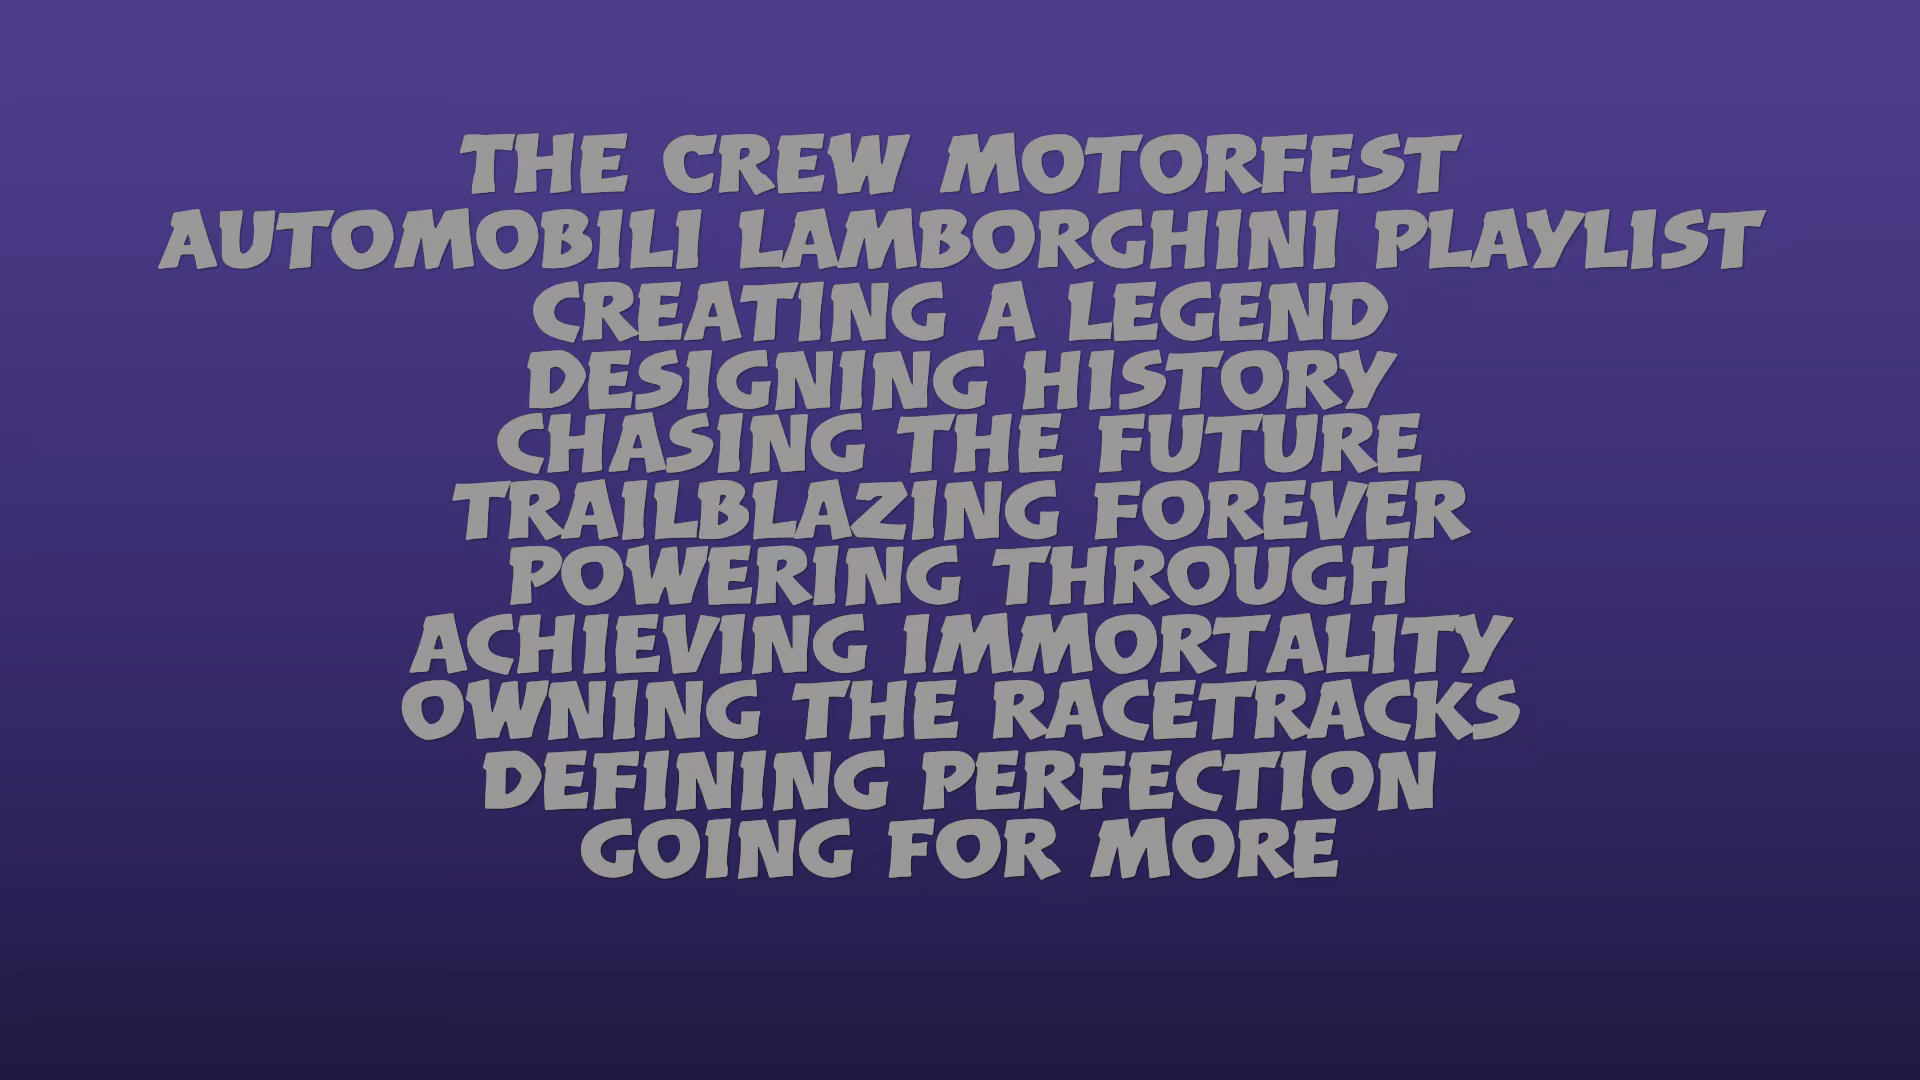 THE CREW MOTORFEST
AUTOMOBILI LAMBORGHINI PLAYLIST
CREATING A LEGEND
DESIGNING HISTORY
CHASING THE FUTURE
TRAILBLAZING FOREVER
POWERING THROUGH
ACHIEVING IMMORTALITY
OWNING THE RACETRACKS
DEFINING PERFECTION
GOING FOR MORE